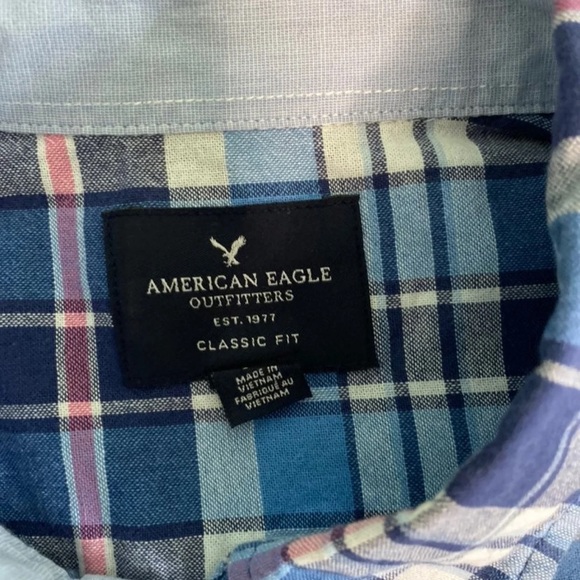 AMERICAN EAGLE
OUTFITTERS
EST. 1977
CLASSIC FIT
MADE IN
VIETNAM
FABRIQUÉ AU
VIETNAM